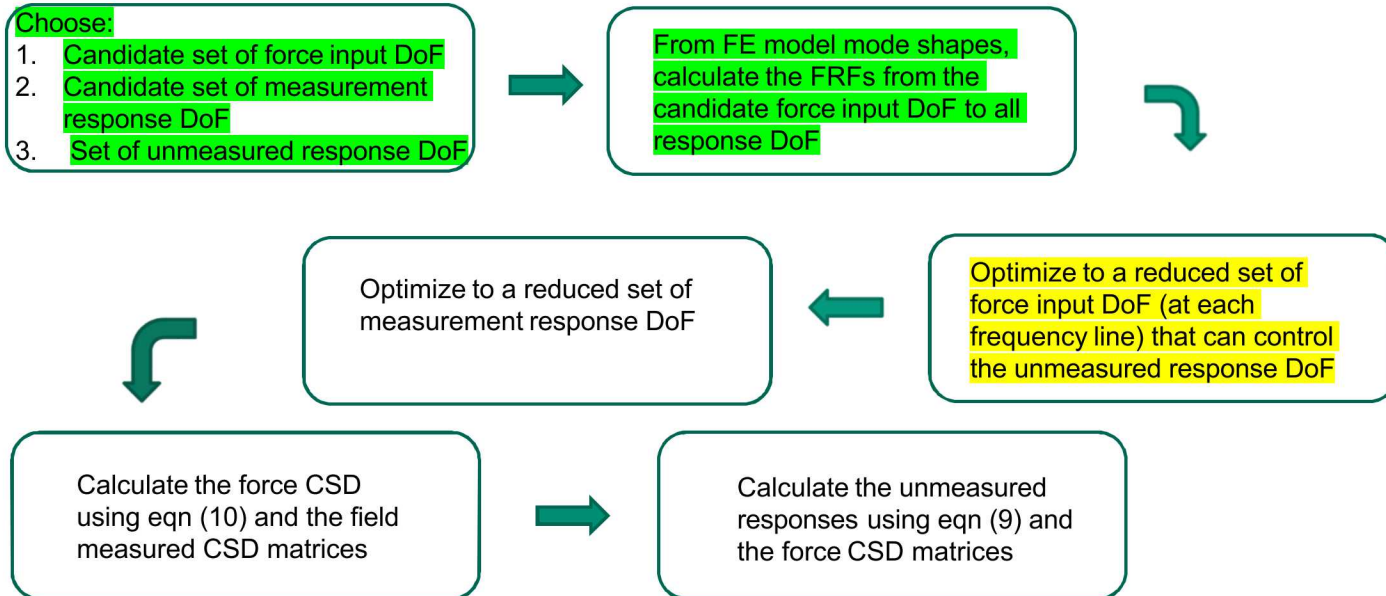 Choose:
1. Candidate set of force input DoF
2. Candidate set of measurement
response DoF
3. Set of unmeasured response DoF
From FE model mode shapes,
calculate the FRFs from the
candidate force input DoF to all
response DoF
Optimize to a reduced set of
force input DoF (at each
frequency line) that can control
the unmeasured response DoF
Optimize to a reduced set of
measurement response DoF
Calculate the force CSD
using eqn (10) and the field
measured CSD matrices
Calculate the unmeasured
responses using eqn (9) and
the force CSD matrices